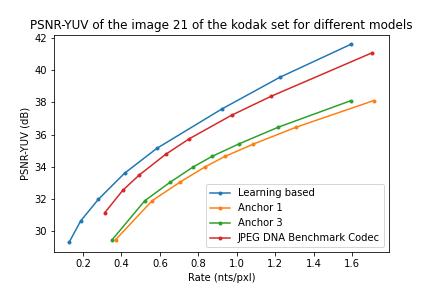 PSNR-YUV of the image 21 of the kodak set for different models
PSNR-YUV (dB)
42
40
38
36
34
32
30
Learning based
Anchor 1
Anchor 3
JPEG DNA Benchmark Codec
0.2 0.4 0.6 0.8 1.0 1.2 1.4 1.6
Rate (nts/pxl)